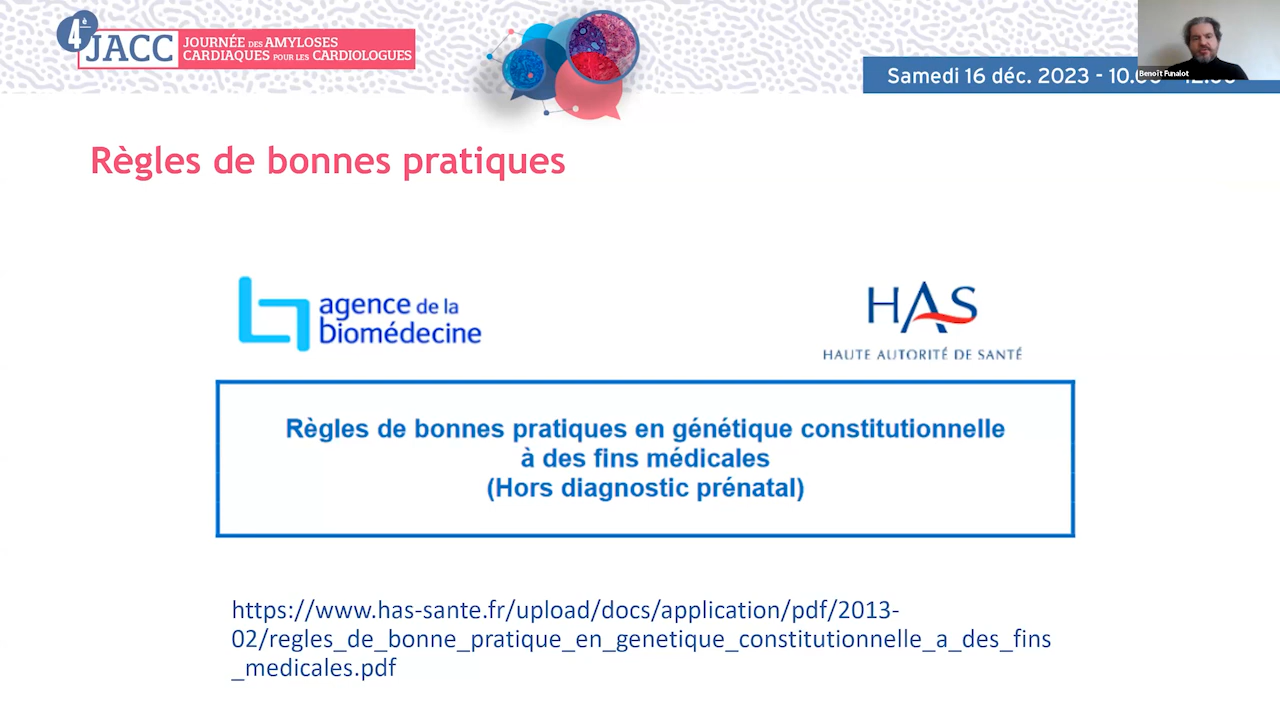 4è
JACC
JOURNÉE DES AMYLOSES
CARDIAQUES POUR LES CARDIOLOGUES
Samedi 16 déc. 2023 - 10.
Benoît Funalot
Règles de bonnes pratiques
agence de la
biomédecine
HAS
HAUTE AUTORITÉ DE SANTÉ
Règles de bonnes pratiques en génétique constitutionnelle
à des fins médicales
(Hors diagnostic prénatal)
https://www.has-sante.fr/upload/docs/application/pdf/2013-
02/regles_de_bonne_pratique_en_genetique_constitutionnelle_a_des_fins
_medicales.pdf